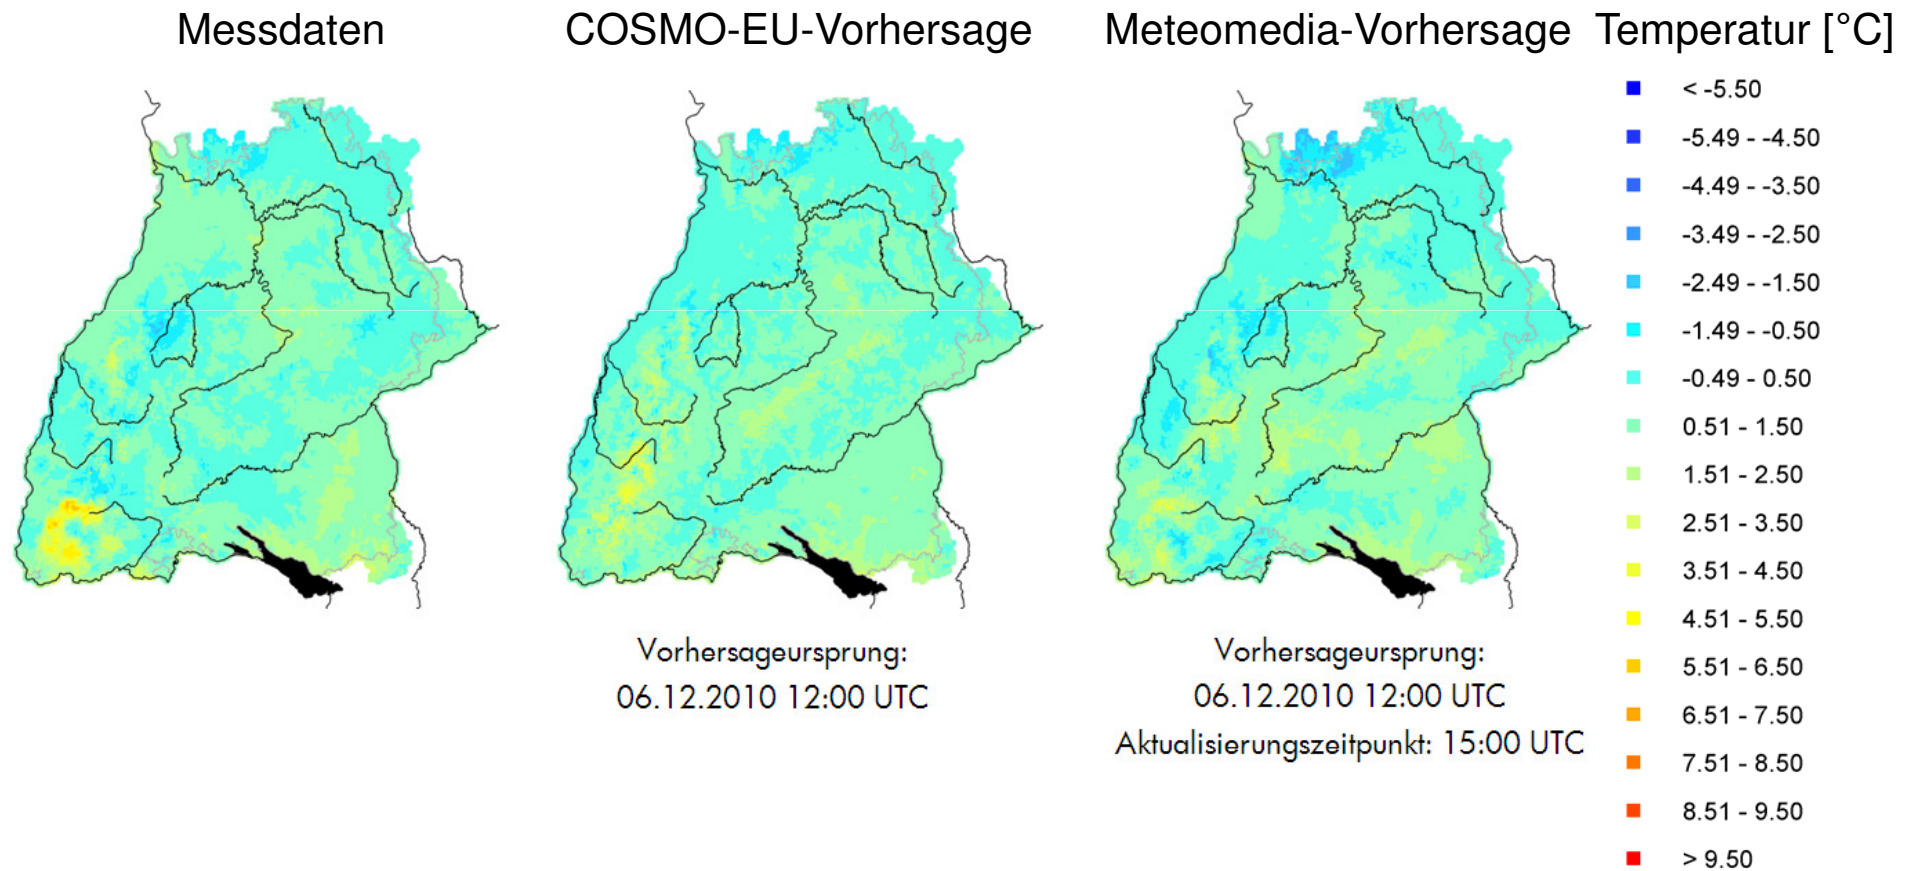 Messdaten
COSMO-EU-Vorhersage
Meteomedia-Vorhersage
Temperatur [°C]
< -5.50
-5.49 - -4.50
-4.49 - -3.50
-3.49 - -2.50
-2.49 - -1.50
-1.49 - -0.50
-0.49 - 0.50
0.51 - 1.50
1.51 - 2.50
2.51 - 3.50
3.51 - 4.50
4.51 - 5.50
5.51 - 6.50
6.51 - 7.50
7.51 - 8.50
8.51 - 9.50
> 9.50
Vorhersageursprung:
06.12.2010 12:00 UTC
Vorhersageursprung:
06.12.2010 12:00 UTC
Aktualisierungszeitpunkt: 15:00 UTC